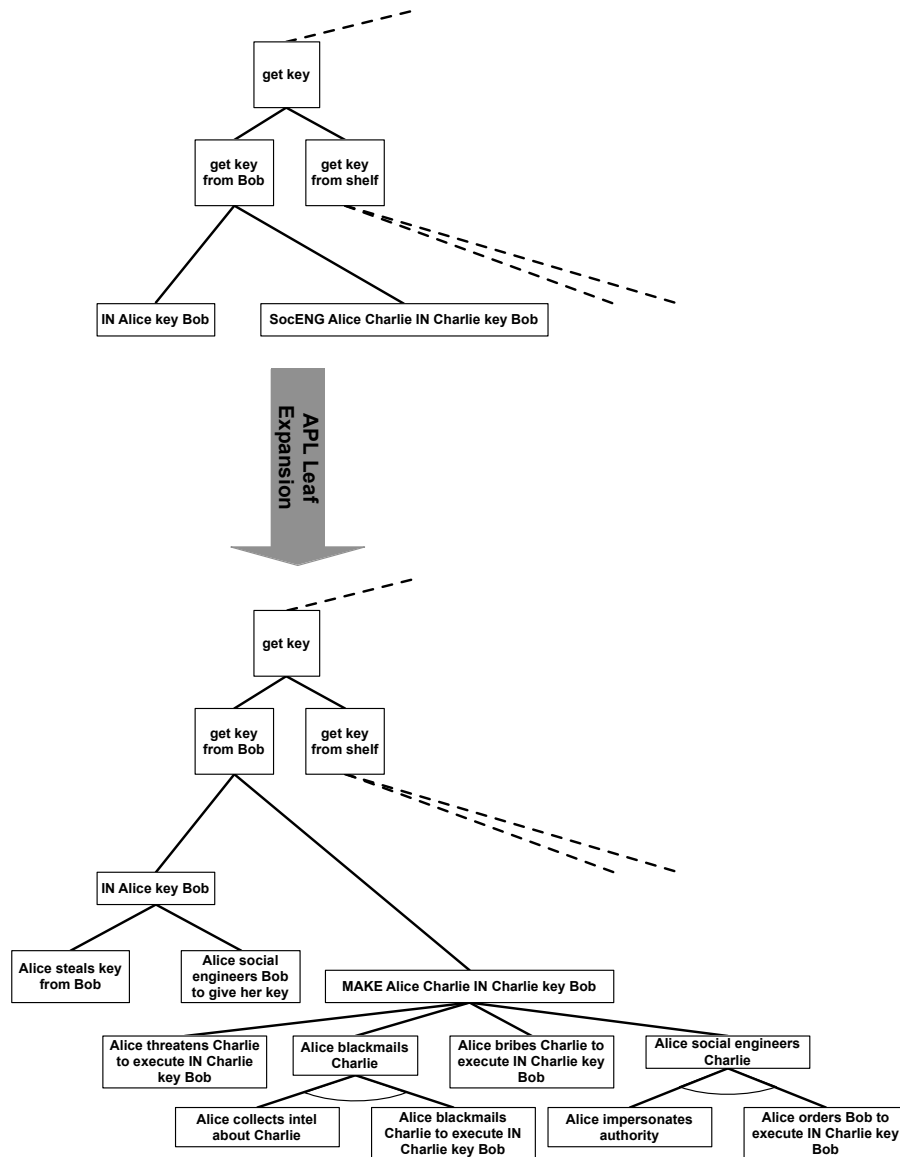 get key
get key
from Bob
get key
from shelf
IN Alice key Bob
SocENG Alice Charlie IN Charlie key Bob
APL Leaf
Expansion
get key
get key
from Bob
get key
from shelf
IN Alice key Bob
Alice steals key
from Bob
Alice social
engineers Bob
to give her key
MAKE Alice Charlie IN Charlie key Bob
Alice threatens Charlie
to execute IN Charlie
key Bob
Alice blackmails
Charlie
Alice bribes Charlie to
execute IN Charlie key
Bob
Alice social engineers
Charlie
Alice collects intel
about Charlie
Alice blackmails
Charlie to execute IN
Charlie key Bob
Alice impersonates
authority
Alice orders Bob to
execute IN Charlie key
Bob